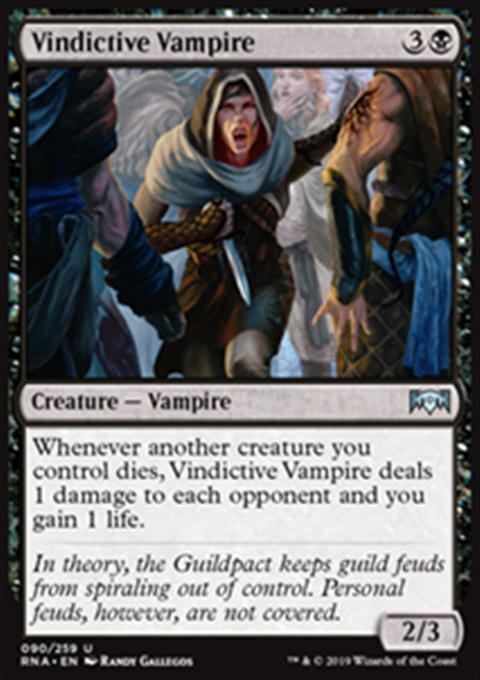 Vindictive Vampire 3
Creature — Vampire
Whenever another creature you
control dies, Vindictive Vampire deals
1 damage to each opponent and you
gain 1 life.
In theory, the Guildpact keeps guild feuds
from spiraling out of control. Personal
feuds, however, are not covered.
2/3
090/259 U
RNA • EN Randy Gallegos
™ & © 2019 Wizards of the Coast